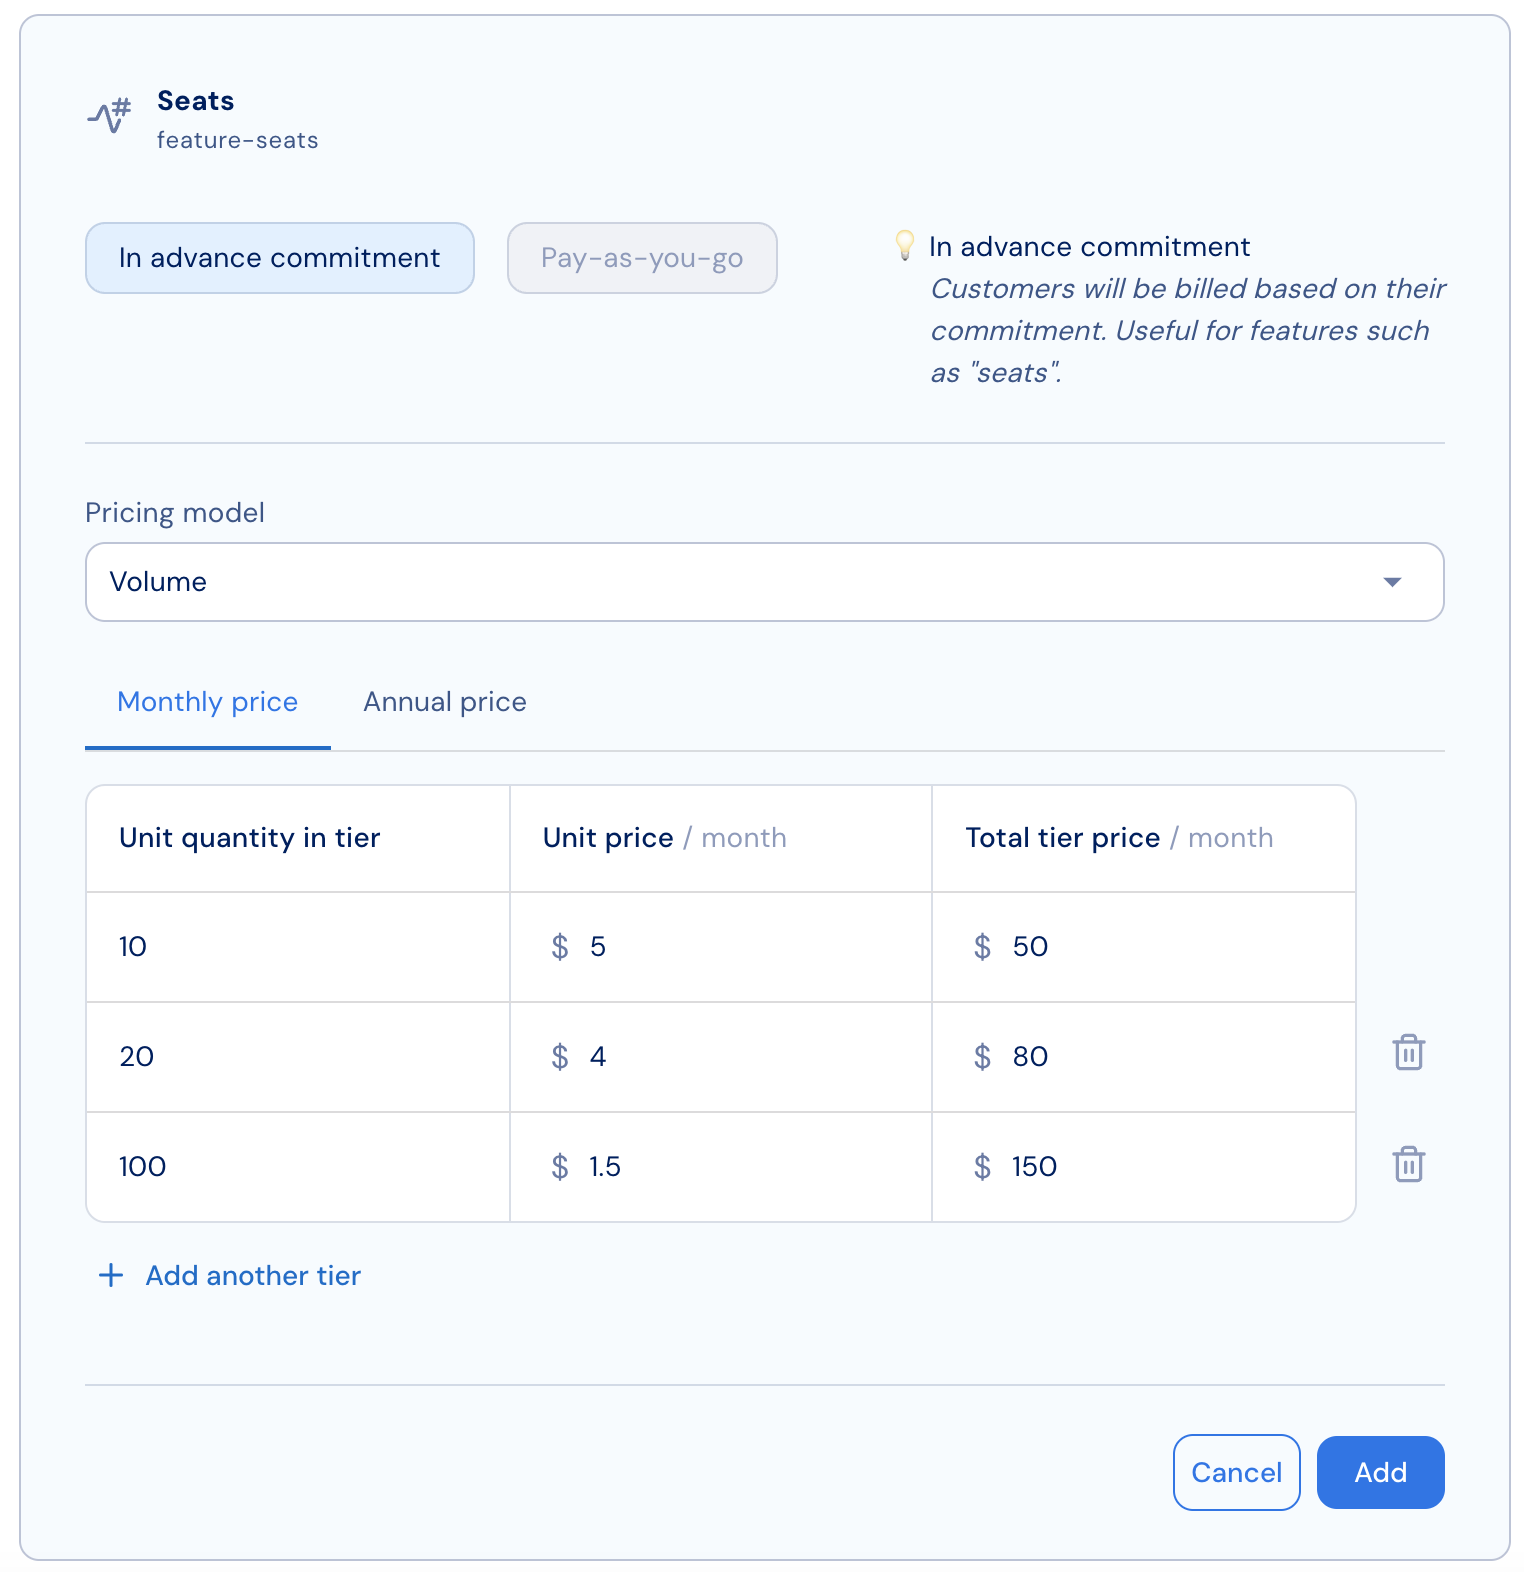 Seats
feature-seats
In advance commitment
Pay-as-you-go
💡 In advance commitment
Customers will be billed based on their
commitment. Useful for features such
as "seats".
Pricing model
Volume
Monthly price
Annual price
Unit quantity in tier
Unit price / month
Total tier price / month
10
$ 5
$ 50
20
$ 4
$ 80
100
$ 1.5
$ 150
+ Add another tier
Cancel
Add